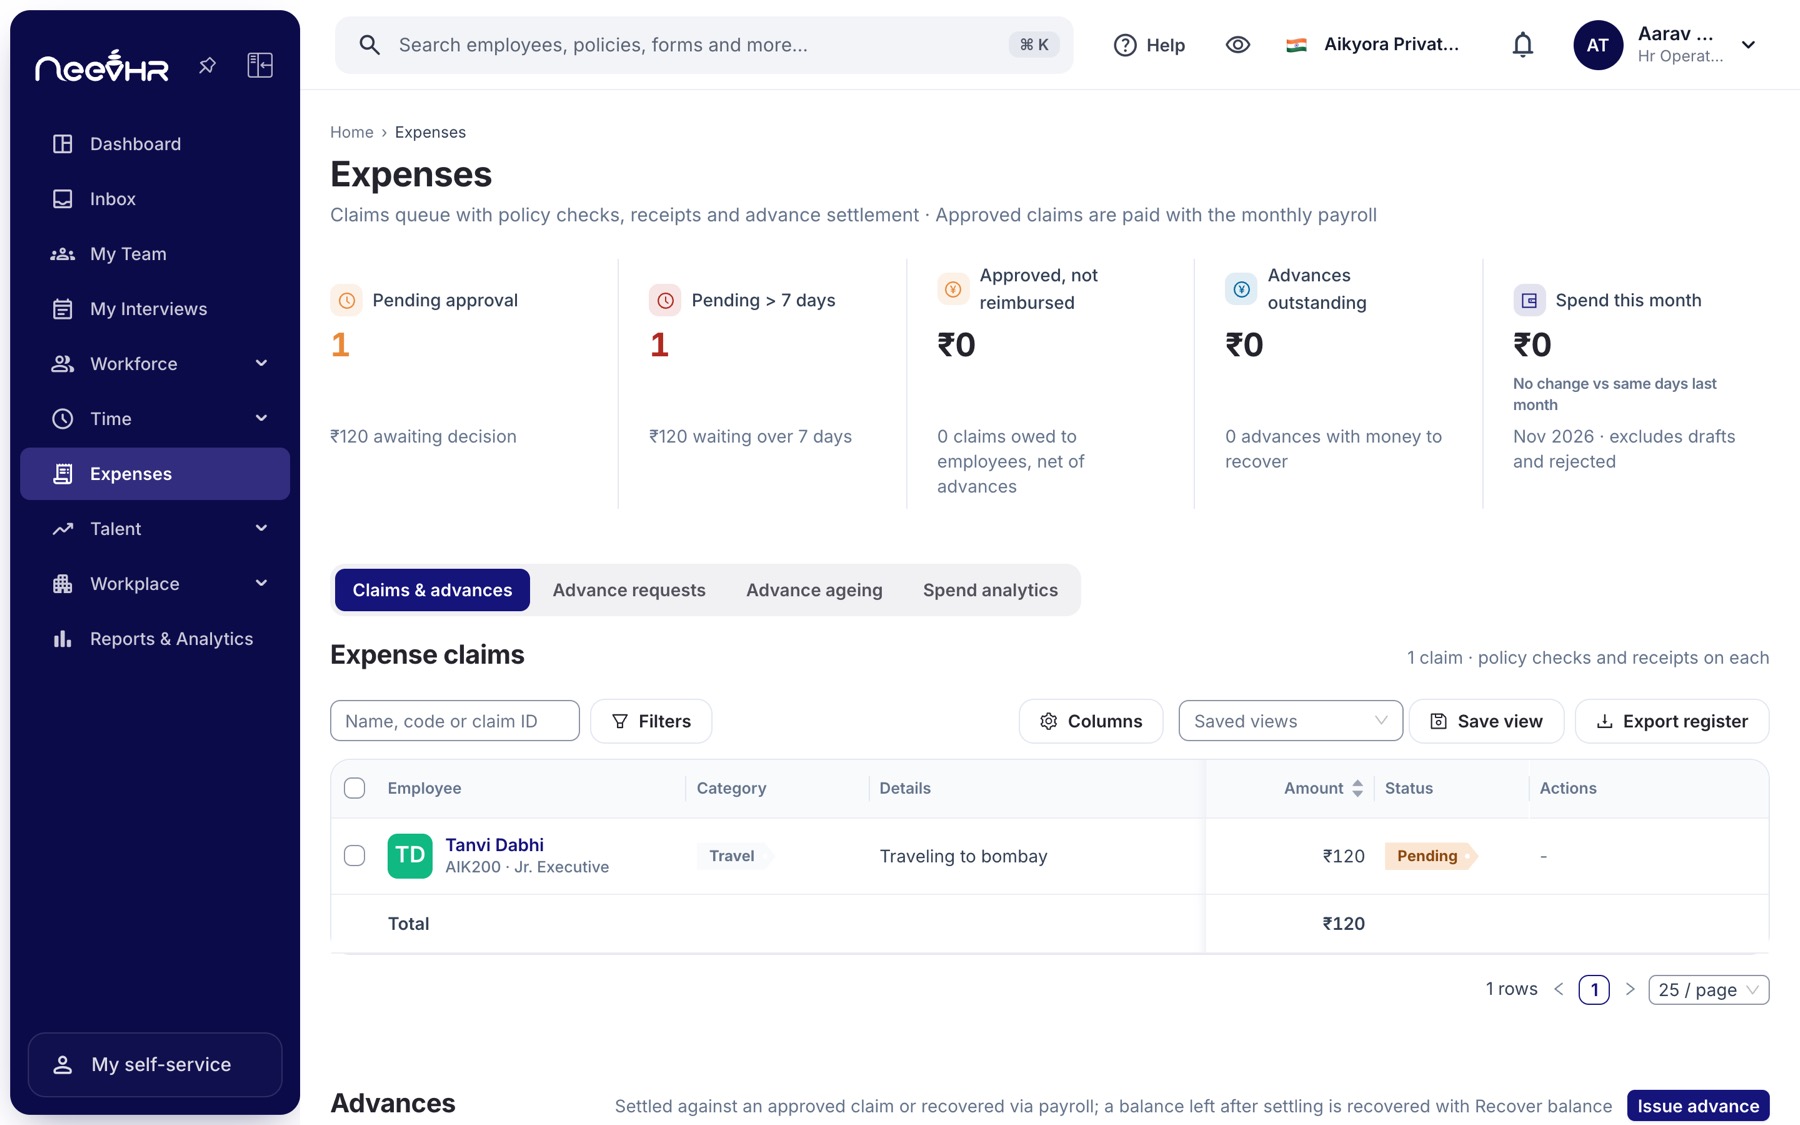 NeevHR
Dashboard
Inbox
My Team
My Interviews
Workforce
Time
Expenses
Talent
Workplace
Reports & Analytics
My self-service
Search employees, policies, forms and more...
⌘ K
Help
Aikyora Privat...
AT
Aarav ...
Hr Operat...
Home › Expenses
Expenses
Claims queue with policy checks, receipts and advance settlement · Approved claims are paid with the monthly payroll
Pending approval
1
₹120 awaiting decision
Pending > 7 days
1
₹120 waiting over 7 days
Approved, not
reimbursed
₹0
0 claims owed to
employees, net of
advances
Advances
outstanding
₹0
0 advances with money to
recover
Spend this month
₹0
No change vs same days last
month
Nov 2026 · excludes drafts
and rejected
Claims & advances
Advance requests
Advance ageing
Spend analytics
Expense claims
1 claim · policy checks and receipts on each
Name, code or claim ID
Filters
Columns
Saved views
Save view
Export register
Employee Category Details Amount Status Actions
TD
Tanvi Dabhi
AIK200 · Jr. Executive
Travel
Traveling to bombay
₹120
Pending
-
Total ₹120
1 rows
1
25 / page
Advances
Settled against an approved claim or recovered via payroll; a balance left after settling is recovered with Recover balance
Issue advance